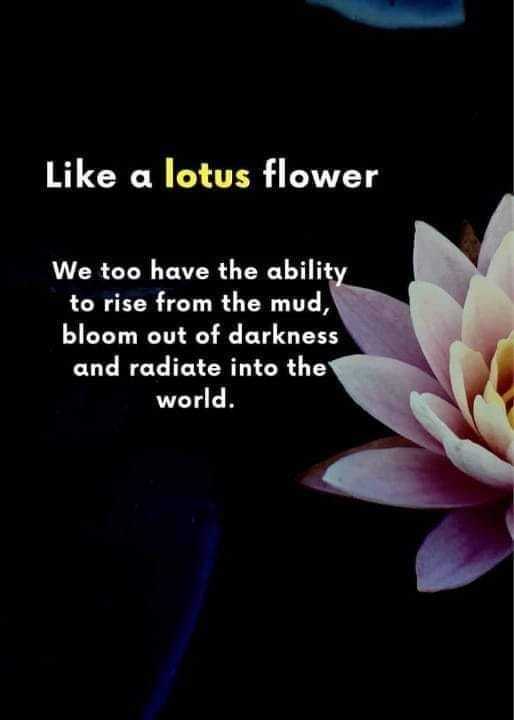 Like a lotus flower
We too have the ability
to rise from the mud,
bloom out of darkness
and radiate into the
world.